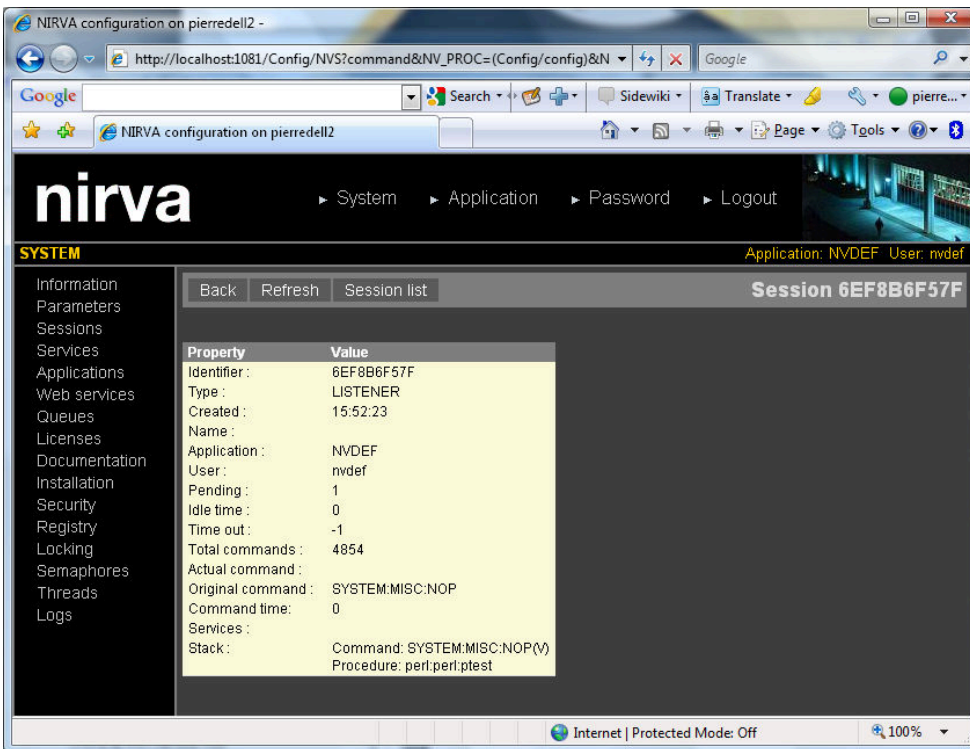 NIRVA configuration on pierredell2 -
http://localhost:1081/Config/NVS?command&NV_PROC=(Config/config)&N
Google
Google
Search
Sidewiki
Translate
pierre...
NIRVA configuration on pierredell2
Page
Tools
nirva
System
Application
Password
Logout
SYSTEM
Application: NVDEF User: nvdef
Information
Parameters
Sessions
Services
Applications
Web services
Queues
Licenses
Documentation
Installation
Security
Registry
Locking
Semaphores
Threads
Logs
Back Refresh Session list
Session 6EF8B6F57F
Property Value
Identifier : 6EF8B6F57F
Type : LISTENER
Created : 15:52:23
Name :
Application : NVDEF
User : nvdef
Pending : 1
Idle time : 0
Time out : -1
Total commands : 4854
Actual command :
Original command : SYSTEM:MISC:NOP
Command time: 0
Services :
Stack : Command: SYSTEM:MISC:NOP(V)
Procedure: perl:perl:ptest
Internet | Protected Mode: Off
100%